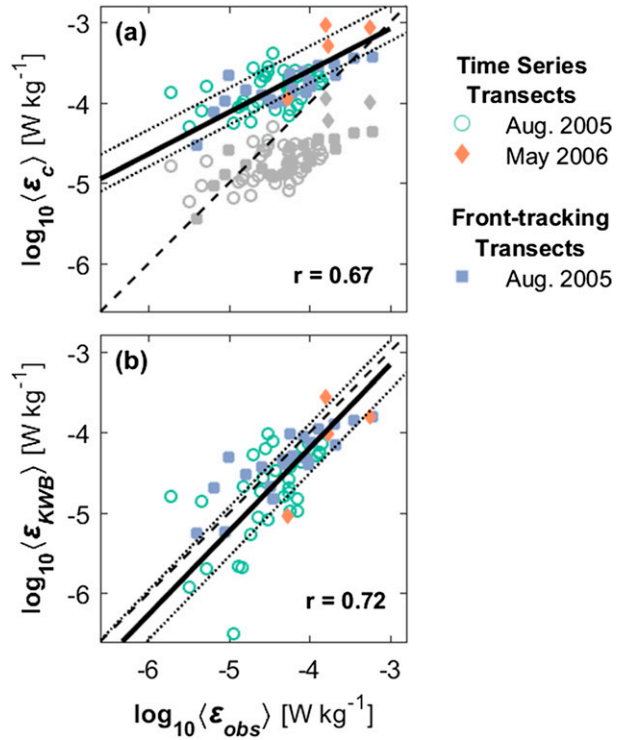 (a)
-3
-4
-5
-6
log10⟨εc⟩ [W kg-1]
r = 0.67
Time Series
Transects
Aug. 2005
May 2006
Front-tracking
Transects
Aug. 2005
(b)
-3
-4
-5
-6
log10⟨εKWB⟩ [W kg-1]
r = 0.72
-6 -5 -4 -3
log10⟨εobs⟩ [W kg-1]